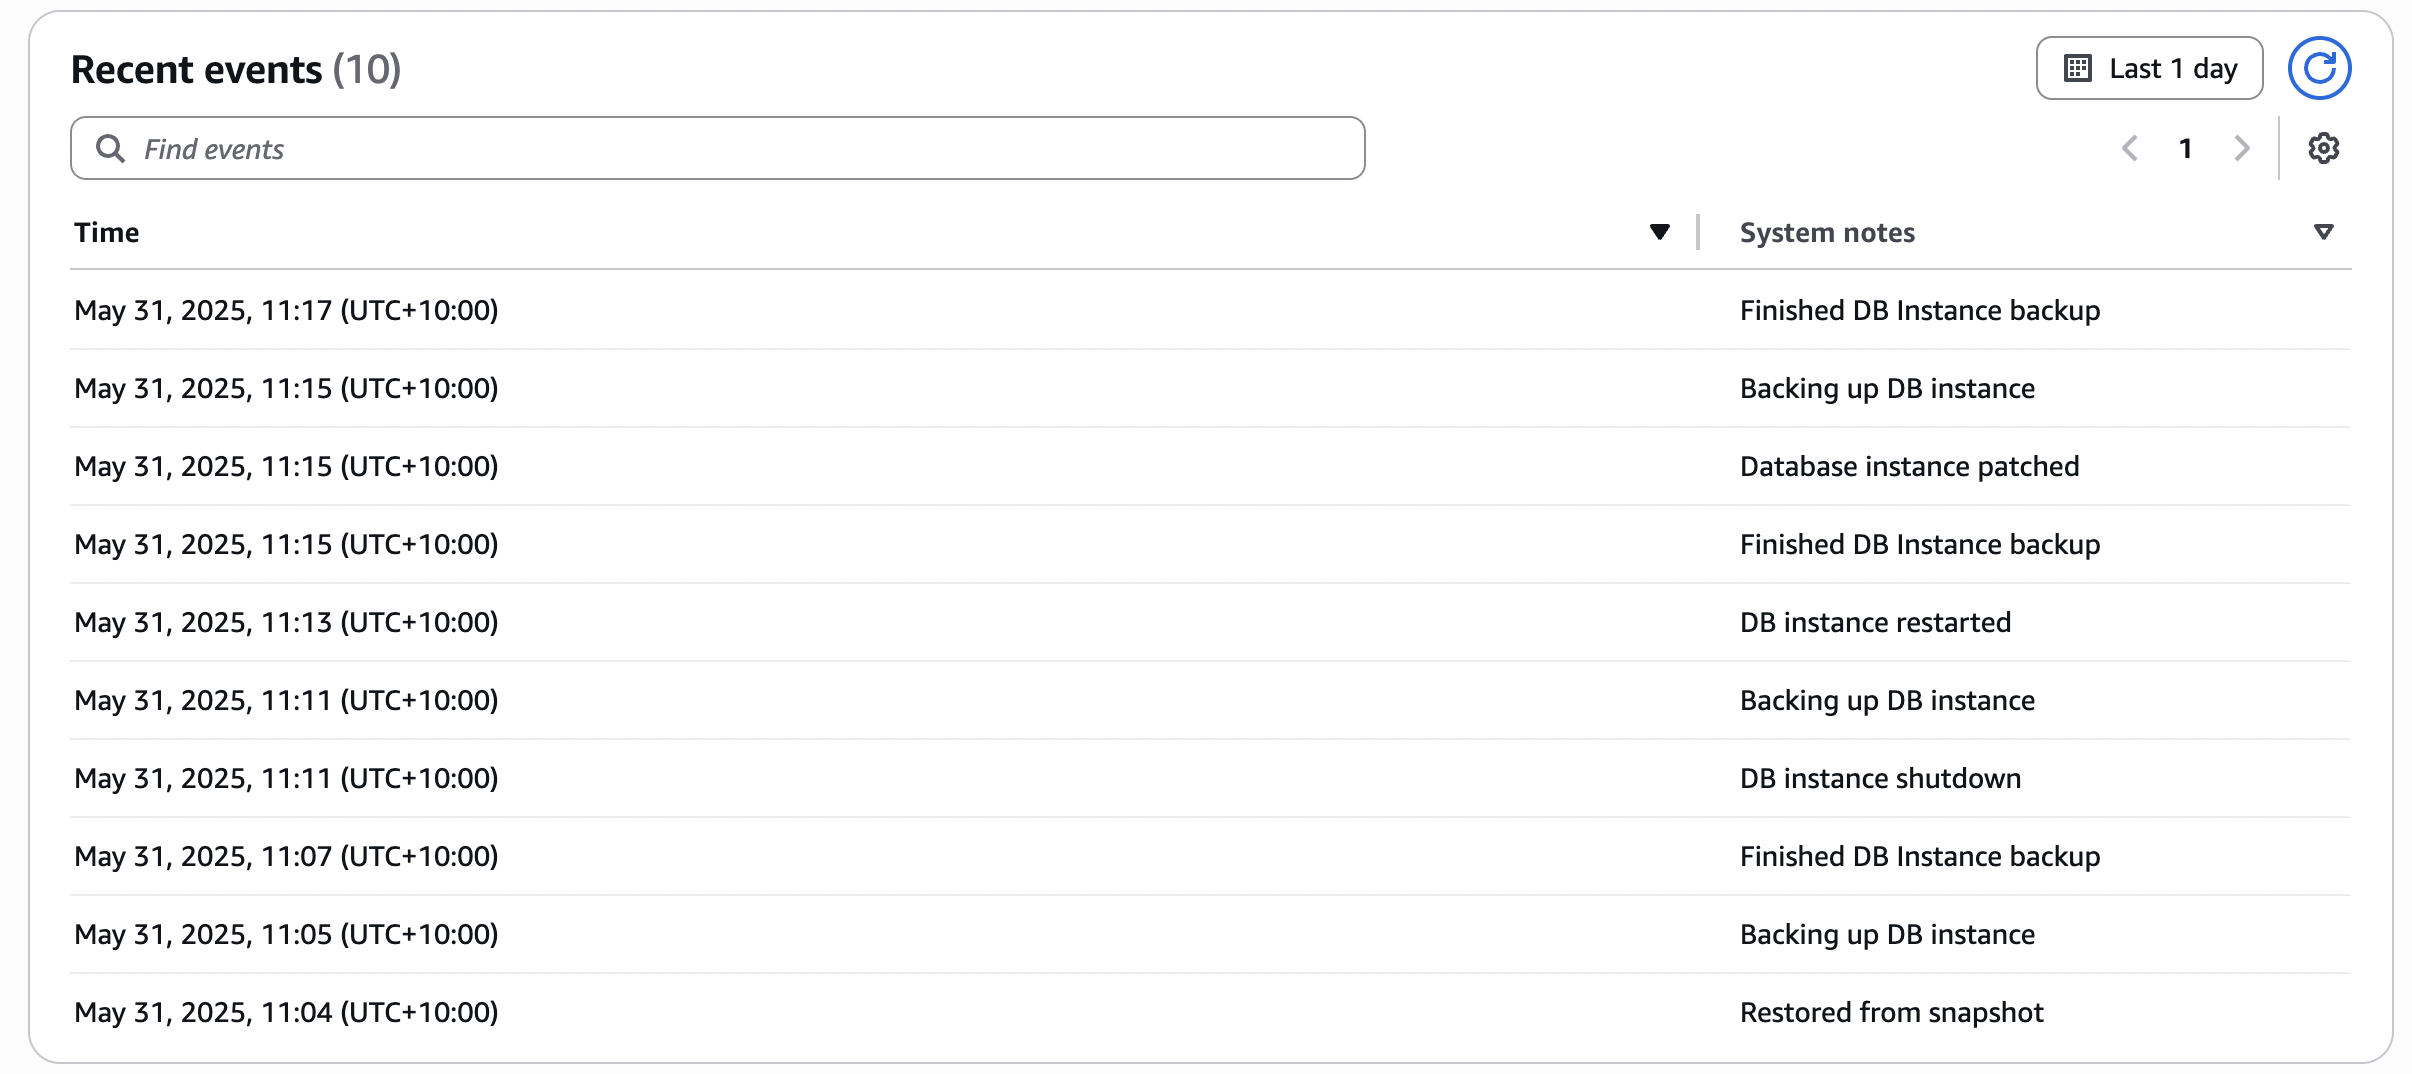 Recent events (10)
Last 1 day
Find events
1
Time System notes
May 31, 2025, 11:17 (UTC+10:00) Finished DB Instance backup
May 31, 2025, 11:15 (UTC+10:00) Backing up DB instance
May 31, 2025, 11:15 (UTC+10:00) Database instance patched
May 31, 2025, 11:15 (UTC+10:00) Finished DB Instance backup
May 31, 2025, 11:13 (UTC+10:00) DB instance restarted
May 31, 2025, 11:11 (UTC+10:00) Backing up DB instance
May 31, 2025, 11:11 (UTC+10:00) DB instance shutdown
May 31, 2025, 11:07 (UTC+10:00) Finished DB Instance backup
May 31, 2025, 11:05 (UTC+10:00) Backing up DB instance
May 31, 2025, 11:04 (UTC+10:00) Restored from snapshot